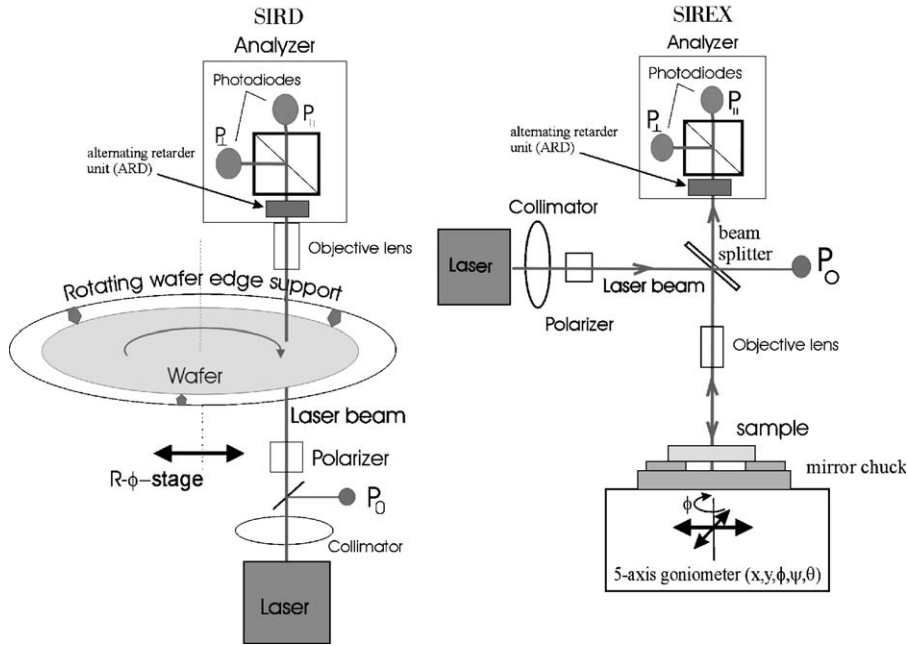 SIRD
Analyzer
Photodiodes
P||
P⊥
alternating retarder
unit (ARD)
Objective lens
Rotating wafer edge support
Wafer
Laser beam
R-ϕ-stage
Polarizer
P0
Collimator
Laser
SIREX
Analyzer
Photodiodes
P||
P⊥
alternating retarder
unit (ARD)
Collimator
beam
splitter
Laser
Laser beam
PO
Polarizer
Objective lens
sample
mirror chuck
ϕ
5-axis goniometer (x,y,ϕ,ψ,θ)